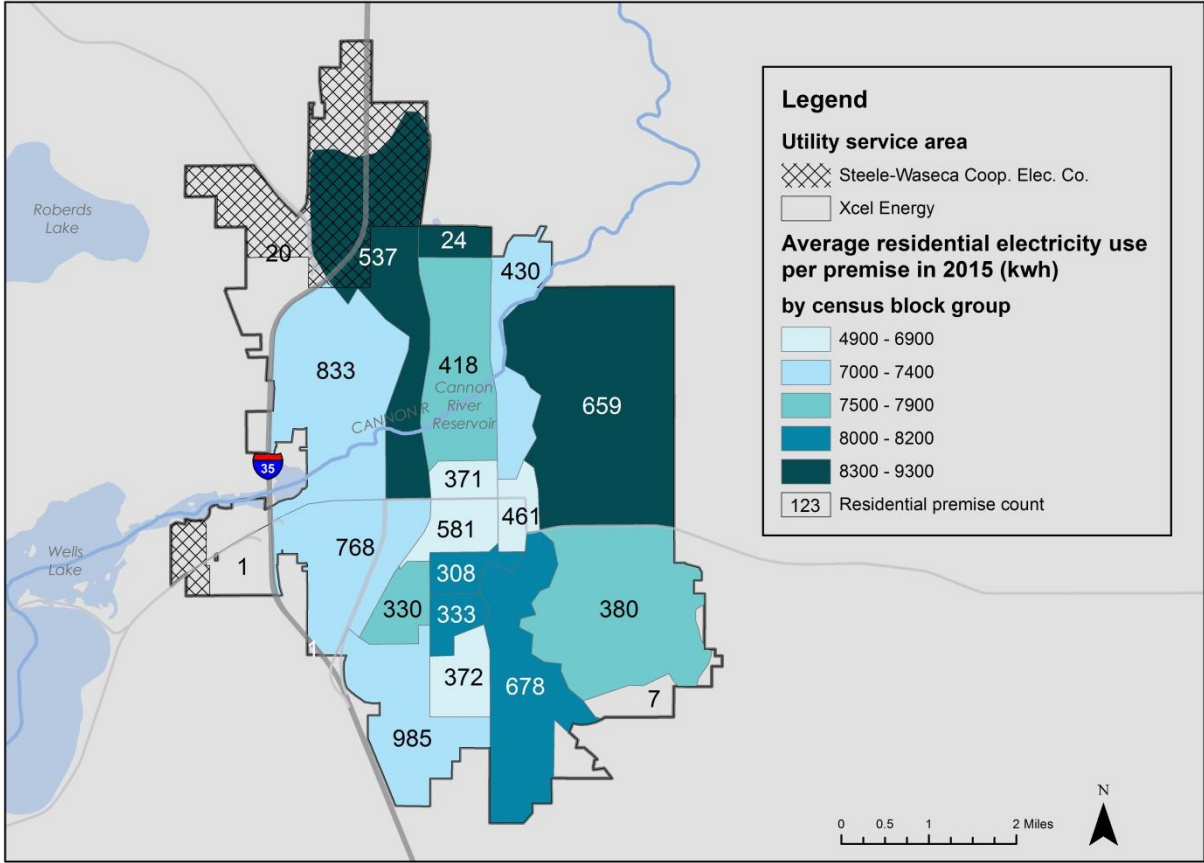 Legend
Utility service area
Steele-Waseca Coop. Elec. Co.
Xcel Energy
Average residential electricity use
per premise in 2015 (kwh)
by census block group
4900 - 6900
7000 - 7400
7500 - 7900
8000 - 8200
8300 - 9300
123 Residential premise count
Roberds
Lake
20
537
24
430
833
418
Cannon
River
Reservoir
CANNON R
659
35
371
461
581
768
Wells
Lake
1
308
330
333
380
1
372
678
7
985
N
0 0.5 1 2 Miles